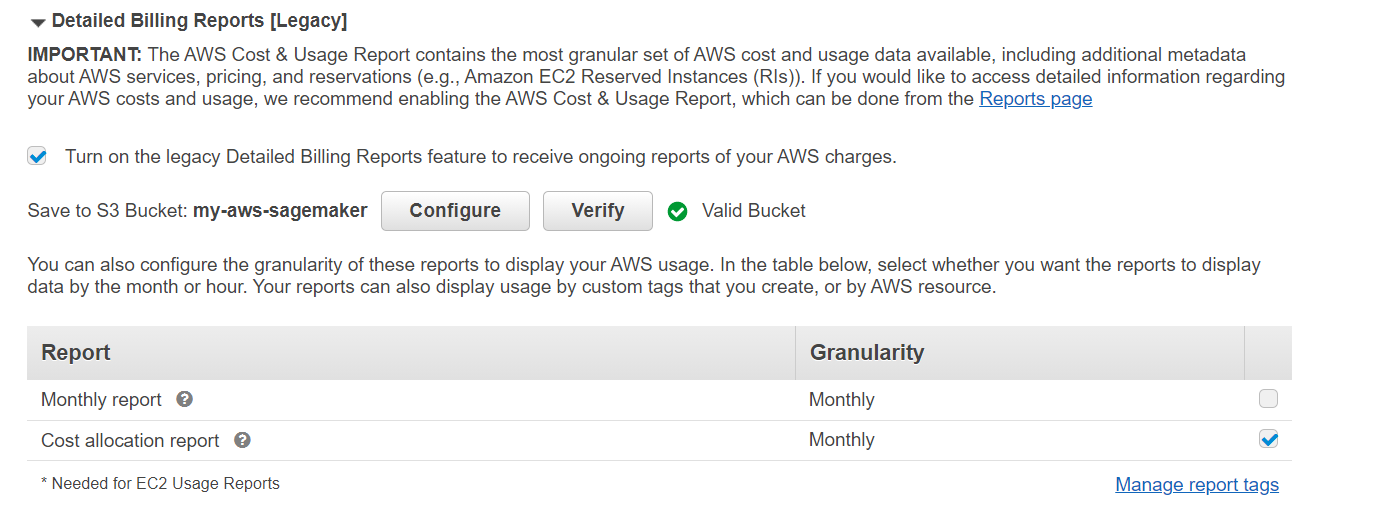 Detailed Billing Reports [Legacy]
IMPORTANT: The AWS Cost & Usage Report contains the most granular set of AWS cost and usage data available, including additional metadata
about AWS services, pricing, and reservations (e.g., Amazon EC2 Reserved Instances (RIs)). If you would like to access detailed information regarding
your AWS costs and usage, we recommend enabling the AWS Cost & Usage Report, which can be done from the Reports page
Turn on the legacy Detailed Billing Reports feature to receive ongoing reports of your AWS charges.
Save to S3 Bucket: my-aws-sagemaker Configure Verify Valid Bucket
You can also configure the granularity of these reports to display your AWS usage. In the table below, select whether you want the reports to display
data by the month or hour. Your reports can also display usage by custom tags that you create, or by AWS resource.
Report Granularity
Monthly report ? Monthly
Cost allocation report ? Monthly
* Needed for EC2 Usage Reports Manage report tags